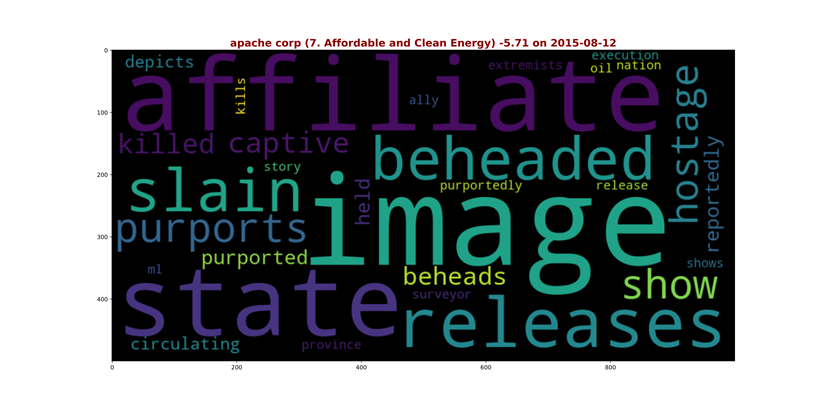 apache corp (7. Affordable and Clean Energy) -5.71 on 2015-08-12
0
100
200
300
400
0
200
400
600
800
depicts
affiliate
kills
ally
extremists
execution
oil nation
hostage
killed captive
beheaded
reportedly
story
slain
held
purportedly
release
image
purports
purported
ml
beheads
shows
state
surveyor
show
releases
circulating
province